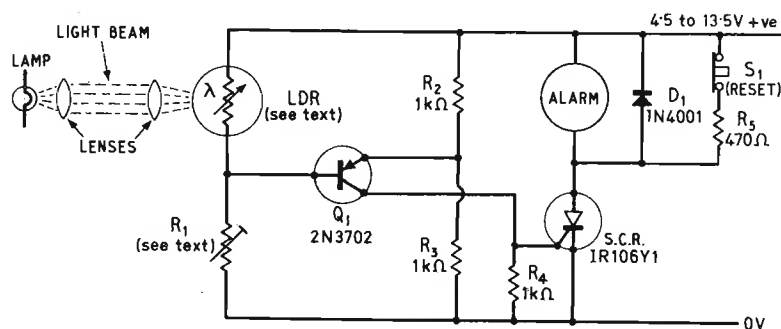 4·5 to 13·5V +ve
LIGHT BEAM
LAMP
LENSES
λ
LDR
(see text)
R1
(see text)
Q1
2N3702
R2
1kΩ
R3
1kΩ
R4
1kΩ
ALARM
D1
1N4001
S1
(RESET)
R5
470Ω
S.C.R.
IR106Y1
0V